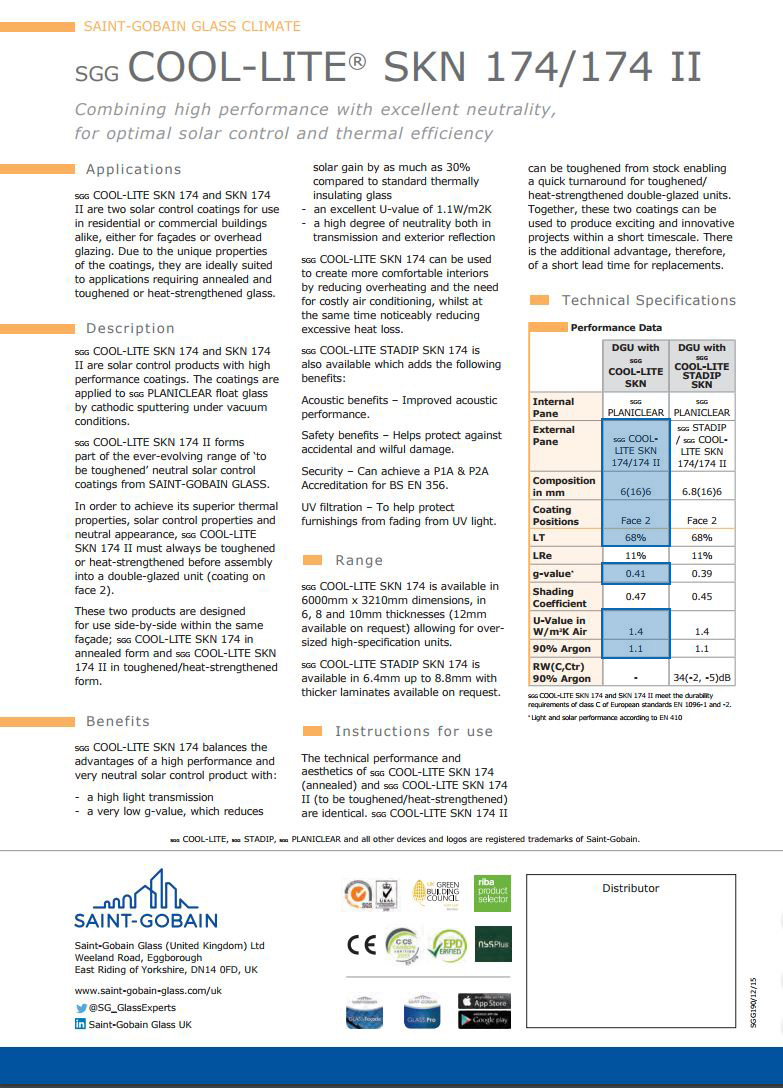 SAINT-GOBAIN GLASS CLIMATE
SGG COOL-LITE® SKN 174/174 II
Combining high performance with excellent neutrality,
for optimal solar control and thermal efficiency
Applications
SGG COOL-LITE SKN 174 and SKN 174
II are two solar control coatings for use
in residential or commercial buildings
alike, either for façades or overhead
glazing. Due to the unique properties
of the coatings, they are ideally suited
to applications requiring annealed and
toughened or heat-strengthened glass.
Description
SGG COOL-LITE SKN 174 and SKN 174
II are solar control products with high
performance coatings. The coatings are
applied to SGG PLANICLEAR float glass
by cathodic sputtering under vacuum
conditions.
SGG COOL-LITE SKN 174 II forms
part of the ever-evolving range of ‘to
be toughened’ neutral solar control
coatings from SAINT-GOBAIN GLASS.
In order to achieve its superior thermal
properties, solar control properties and
neutral appearance, SGG COOL-LITE
SKN 174 II must always be toughened
or heat-strengthened before assembly
into a double-glazed unit (coating on
face 2).
These two products are designed
for use side-by-side within the same
façade; SGG COOL-LITE SKN 174 in
annealed form and SGG COOL-LITE SKN
174 II in toughened/heat-strengthened
form.
Benefits
SGG COOL-LITE SKN 174 balances the
advantages of a high performance and
very neutral solar control product with:
- a high light transmission
- a very low g-value, which reduces
solar gain by as much as 30%
compared to standard thermally
insulating glass
- an excellent U-value of 1.1W/m2K
- a high degree of neutrality both in
transmission and exterior reflection
SGG COOL-LITE SKN 174 can be used
to create more comfortable interiors
by reducing overheating and the need
for costly air conditioning, whilst at
the same time noticeably reducing
excessive heat loss.
SGG COOL-LITE STADIP SKN 174 is
also available which adds the following
benefits:
Acoustic benefits – Improved acoustic
performance.
Safety benefits – Helps protect against
accidental and wilful damage.
Security – Can achieve a P1A & P2A
Accreditation for BS EN 356.
UV filtration – To help protect
furnishings from fading from UV light.
Range
SGG COOL-LITE SKN 174 is available in
6000mm x 3210mm dimensions, in
6, 8 and 10mm thicknesses (12mm
available on request) allowing for over-
sized high-specification units.
SGG COOL-LITE STADIP SKN 174 is
available in 6.4mm up to 8.8mm with
thicker laminates available on request.
Instructions for use
The technical performance and
aesthetics of SGG COOL-LITE SKN 174
(annealed) and SGG COOL-LITE SKN 174
II (to be toughened/heat-strengthened)
are identical. SGG COOL-LITE SKN 174 II
can be toughened from stock enabling
a quick turnaround for toughened/
heat-strengthened double-glazed units.
Together, these two coatings can be
used to produce exciting and innovative
projects within a short timescale. There
is the additional advantage, therefore,
of a short lead time for replacements.
Technical Specifications
Performance Data
DGU with SGG COOL-LITE SKN DGU with SGG COOL-LITE STADIP SKN
Internal Pane SGG PLANICLEAR SGG PLANICLEAR
External Pane SGG COOL-LITE SKN 174/174 II SGG STADIP / SGG COOL-LITE SKN 174/174 II
Composition in mm 6(16)6 6.8(16)6
Coating Positions Face 2 Face 2
LT 68% 68%
LRe 11% 11%
g-value* 0.41 0.39
Shading Coefficient 0.47 0.45
U-Value in W/m²K Air 1.4 1.4
90% Argon 1.1 1.1
RW(C,Ctr) 90% Argon - 34(-2, -5)dB
SGG COOL-LITE SKN 174 and SKN 174 II meet the durability
requirements of class C of European standards EN 1096-1 and -2.
*Light and solar performance according to EN 410
SGG COOL-LITE, SGG STADIP, SGG PLANICLEAR and all other devices and logos are registered trademarks of Saint-Gobain.
SAINT-GOBAIN
Saint-Gobain Glass (United Kingdom) Ltd
Weeland Road, Eggborough
East Riding of Yorkshire, DN14 0FD, UK
www.saint-gobain-glass.com/uk
@SG_GlassExperts
Saint-Gobain Glass UK
SGS
UKAS
UK GREEN
BUILDING
COUNCIL
riba
product
selector
CE
EPD
VERIFIED
nbsPlus
GLASS Facade
GLASS Pro
App Store
Google play
Distributor
SGG190/12/15